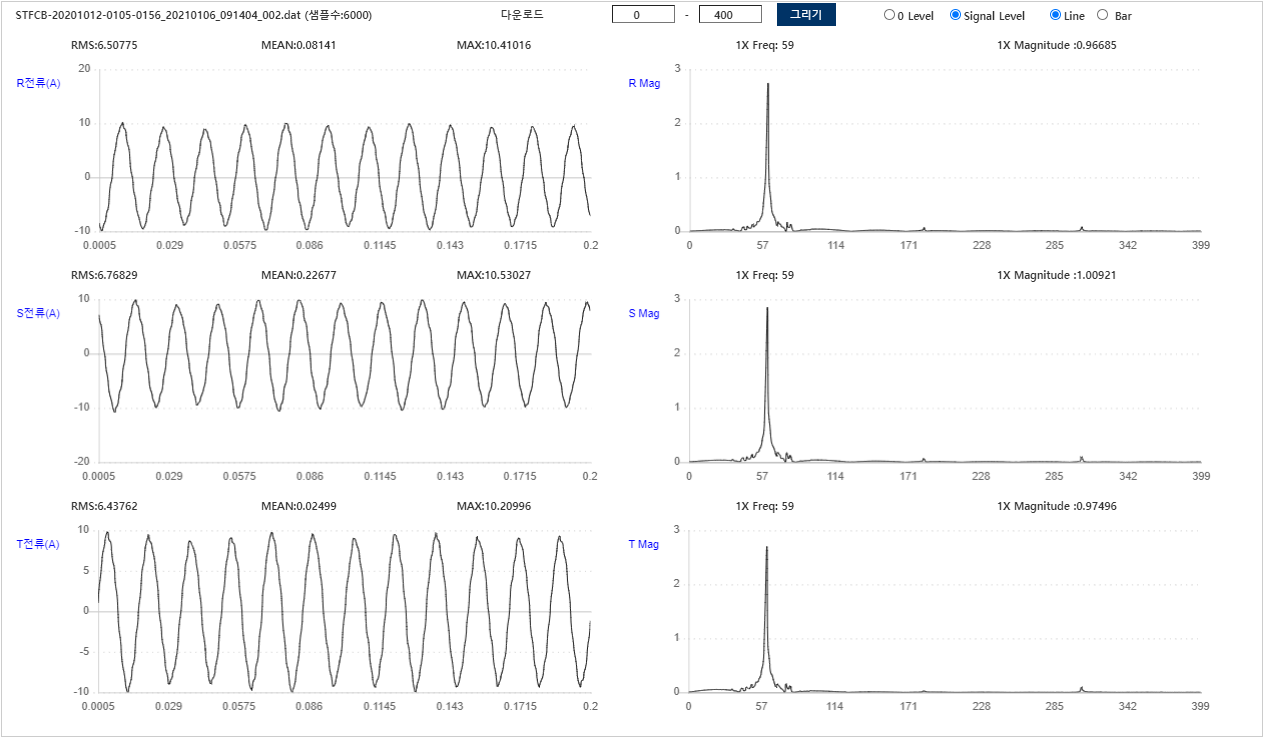 STFCB-20201012-0105-0156_20210106_091404_002.dat (샘플수:6000) 다운로드 0 - 400 그리기 0 Level Signal Level Line Bar
RMS:6.50775 MEAN:0.08141 MAX:10.41016 1X Freq: 59 1X Magnitude :0.96685
R전류(A)
20
10
0
-10
0.0005 0.029 0.0575 0.086 0.1145 0.143 0.1715 0.2
R Mag
3
2
1
0
0 57 114 171 228 285 342 399
RMS:6.76829 MEAN:0.22677 MAX:10.53027 1X Freq: 59 1X Magnitude :1.00921
S전류(A)
10
0
-10
-20
0.0005 0.029 0.0575 0.086 0.1145 0.143 0.1715 0.2
S Mag
3
2
1
0
0 57 114 171 228 285 342 399
RMS:6.43762 MEAN:0.02499 MAX:10.20996 1X Freq: 59 1X Magnitude :0.97496
T전류(A)
10
5
0
-5
-10
0.0005 0.029 0.0575 0.086 0.1145 0.143 0.1715 0.2
T Mag
3
2
1
0
0 57 114 171 228 285 342 399